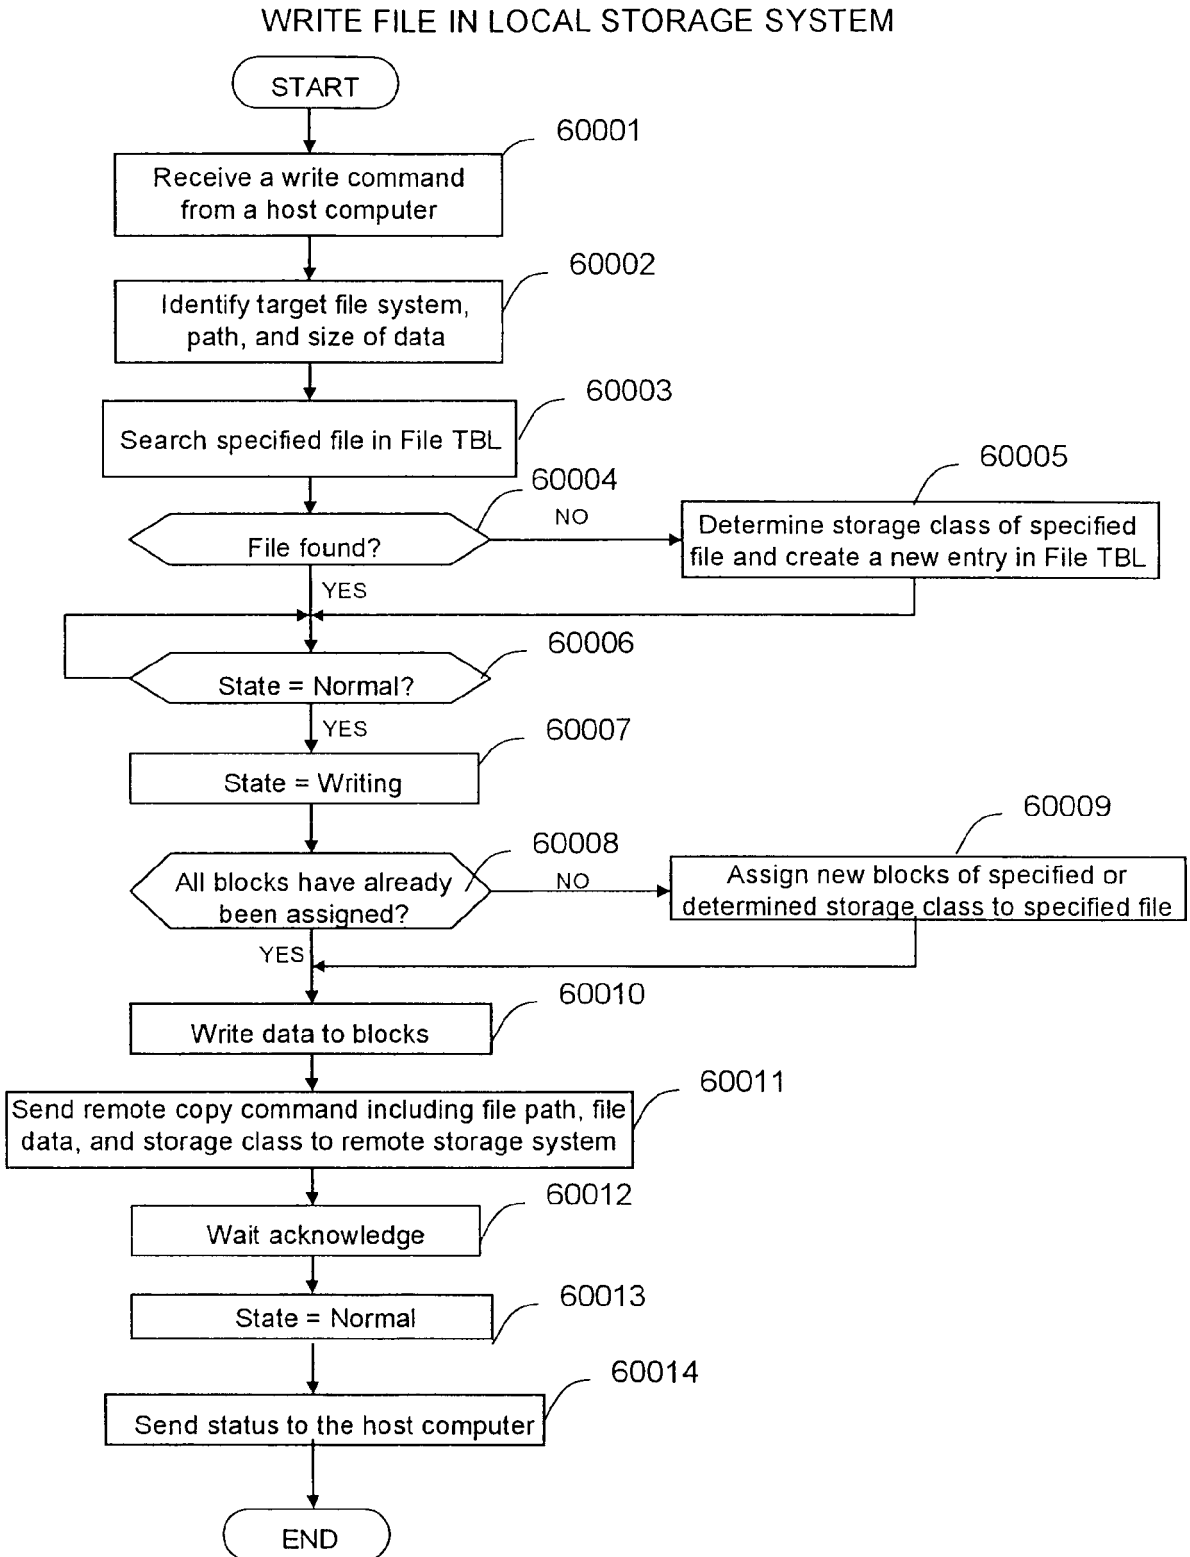 WRITE FILE IN LOCAL STORAGE SYSTEM
START
60001
Receive a write command
from a host computer
60002
Identify target file system,
path, and size of data
60003
Search specified file in File TBL
60004
File found?
NO
60005
Determine storage class of specified
file and create a new entry in File TBL
YES
60006
State = Normal?
YES
60007
State = Writing
60008
All blocks have already
been assigned?
NO
60009
Assign new blocks of specified or
determined storage class to specified file
YES
60010
Write data to blocks
60011
Send remote copy command including file path, file
data, and storage class to remote storage system
60012
Wait acknowledge
60013
State = Normal
60014
Send status to the host computer
END